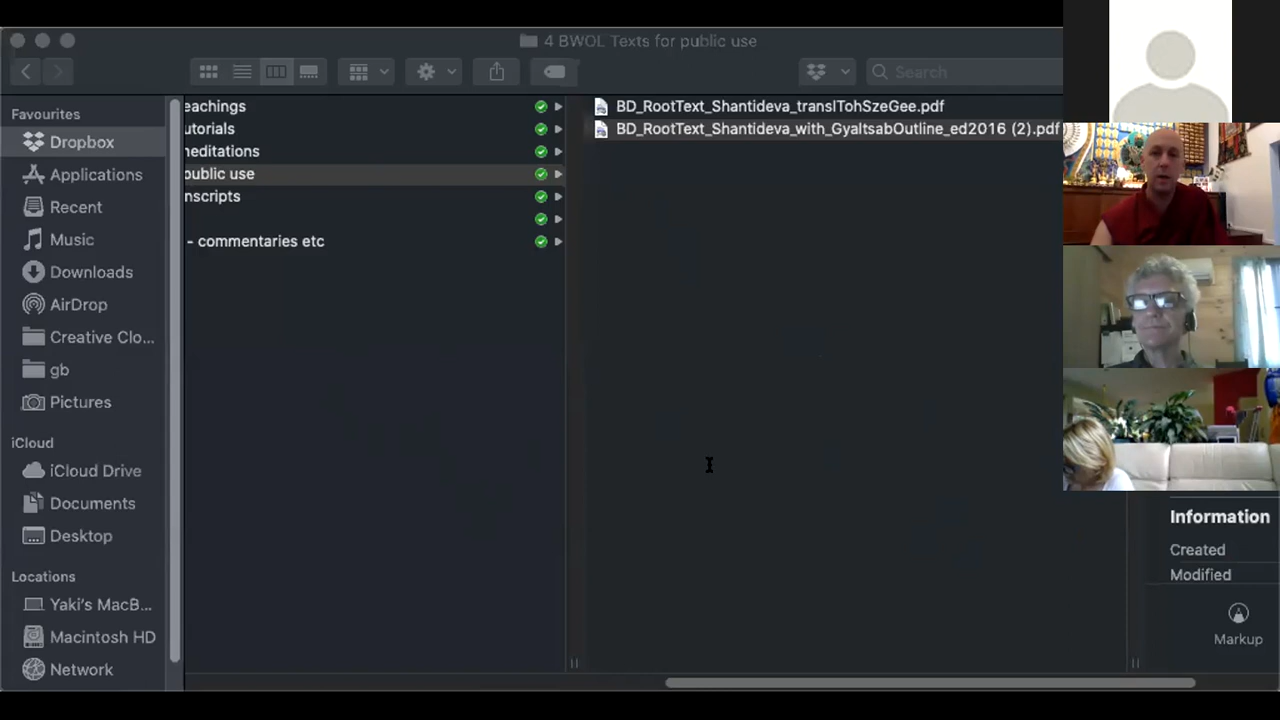 4 BWOL Texts for public use
Search
Favourites
Dropbox
Applications
Recent
Music
Downloads
AirDrop
Creative Clo...
gb
Pictures
iCloud
iCloud Drive
Documents
Desktop
Locations
Yaki's MacB...
Macintosh HD
Network
eachings
utorials
neditations
public use
nscripts
- commentaries etc
BD_RootText_Shantideva_translTohSzeGee.pdf
BD_RootText_Shantideva_with_GyaltsabOutline_ed2016 (2).pdf
Information
Created
Modified
Markup